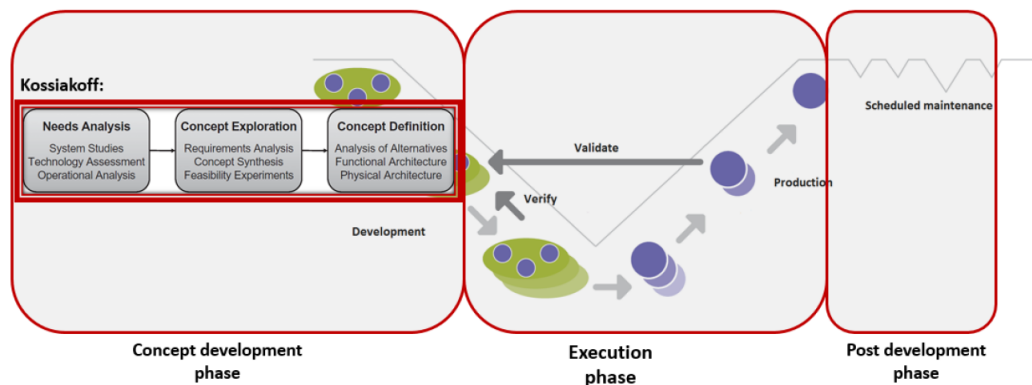 Kossiakoff:
Needs Analysis
System Studies
Technology Assessment
Operational Analysis
Concept Exploration
Requirements Analysis
Concept Synthesis
Feasibility Experiments
Concept Definition
Analysis of Alternatives
Functional Architecture
Physical Architecture
Validate
Verify
Development
Production
Scheduled maintenance
Concept development
phase
Execution
phase
Post development
phase